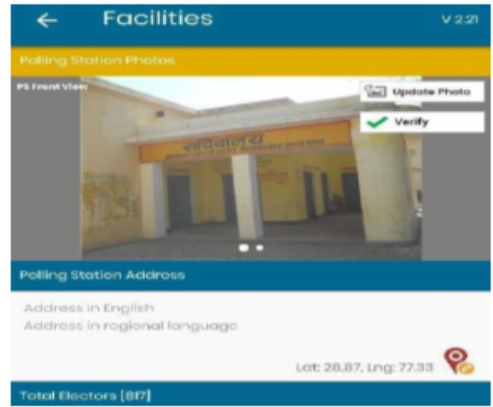 Facilities
V 2.21
Polling Station Photos
PS Front View
Update Photo
Verify
सचिवालय
Polling Station Address
Address in English
Address in regional language
Lat: 28.87, Lng: 77.33
Total Electors [817]